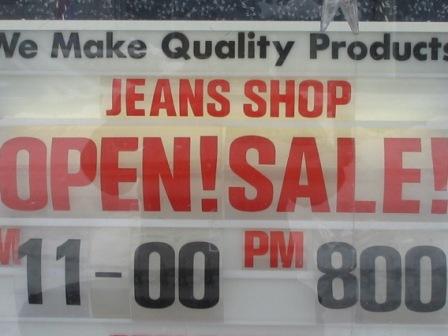 We Make Quality Products
JEANS SHOP
OPEN! SALE!
M 11-00 PM 800